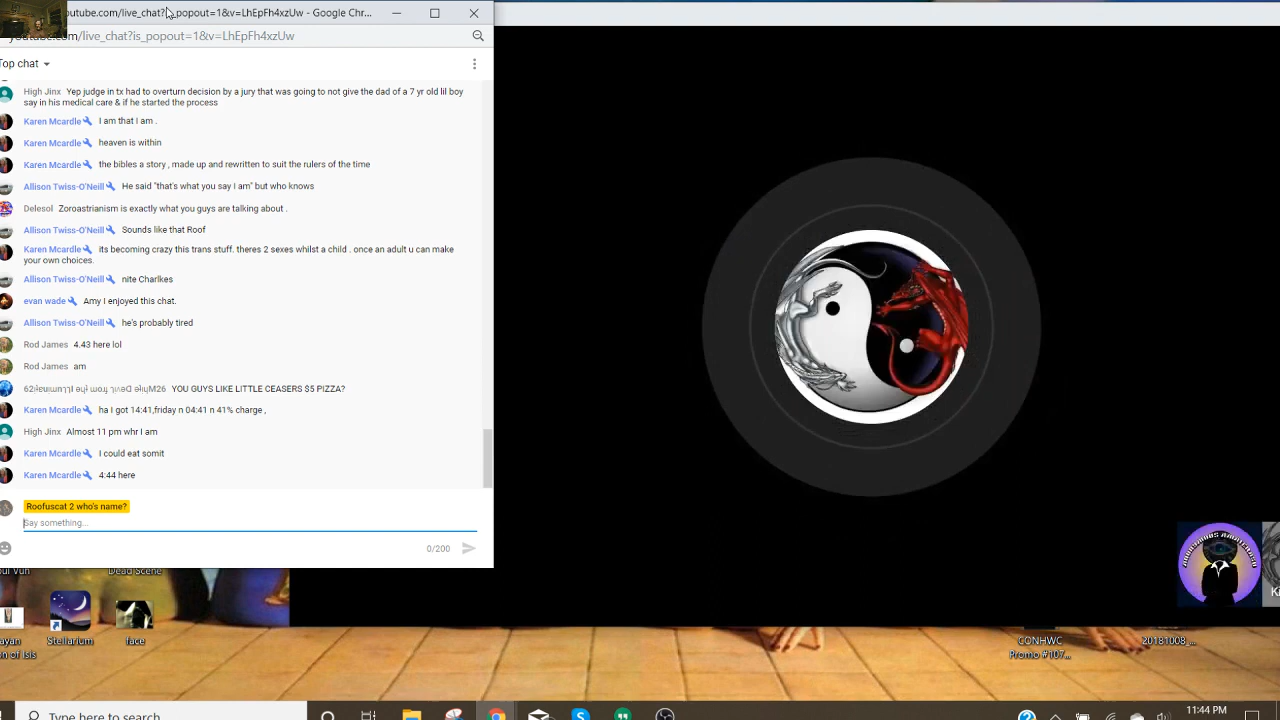 youtube.com/live_chat?is_popout=1&v=LhEpFh4xzUw - Google Chr...
youtube.com/live_chat?is_popout=1&v=LhEpFh4xzUw
Top chat
High Jinx Yep judge in tx had to overturn decision by a jury that was going to not give the dad of a 7 yr old lil boy
say in his medical care & if he started the process
Karen Mcardle I am that I am .
Karen Mcardle heaven is within
Karen Mcardle the bibles a story , made up and rewritten to suit the rulers of the time
Allison Twiss-O'Neill He said "that's what you say I am" but who knows
Delesol Zoroastrianism is exactly what you guys are talking about .
Allison Twiss-O'Neill Sounds like that Roof
Karen Mcardle its becoming crazy this trans stuff. theres 2 sexes whilst a child . once an adult u can make
your own choices.
Allison Twiss-O'Neill nite Charlkes
evan wade Amy I enjoyed this chat.
Allison Twiss-O'Neill he's probably tired
Rod James 4.43 here lol
Rod James am
YOU GUYS LIKE LITTLE CEASERS $5 PIZZA?
Karen Mcardle ha I got 14:41,friday n 04:41 n 41% charge ,
High Jinx Almost 11 pm whr I am
Karen Mcardle I could eat somit
Karen Mcardle 4:44 here
Roofuscat 2 who's name?
Say something...
0/200
Dead Scene
Stellarium
face
on of Isis
CONHWC
Promo #107...
20181008_...
Ki
Type here to search
11:44 PM